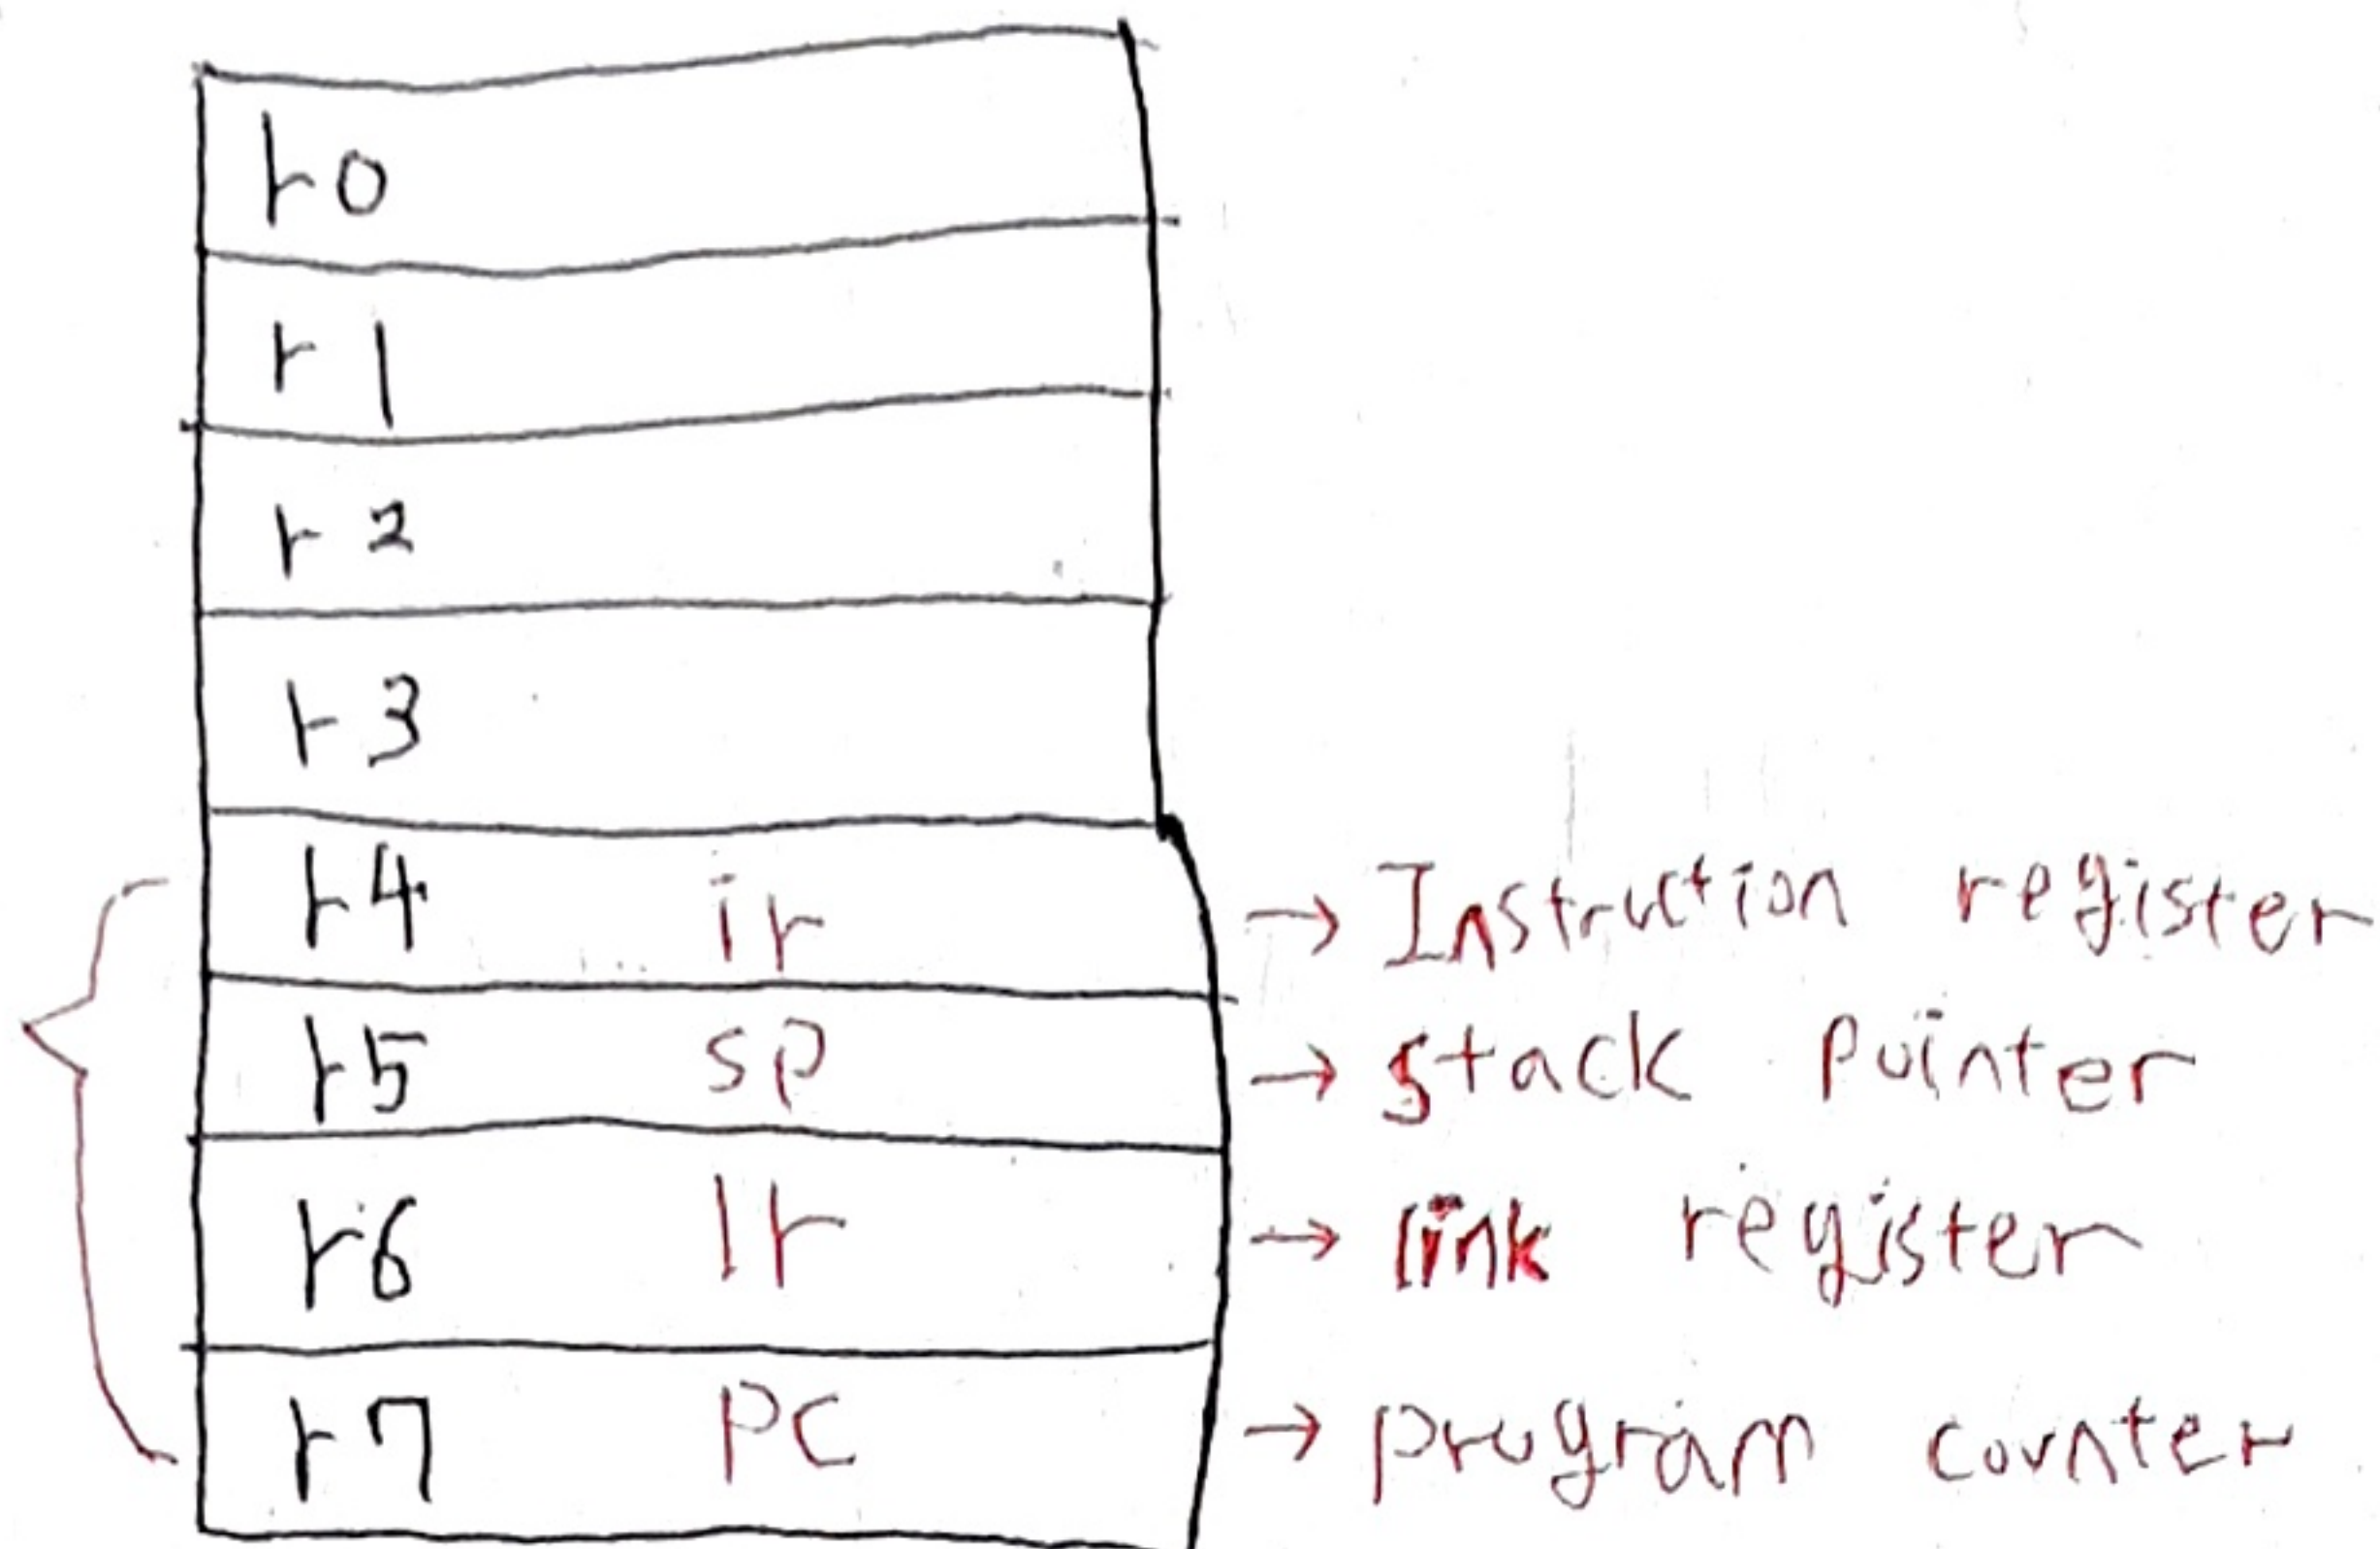 r0
r1
r2
r3
r4 ir → Instruction register
r5 sp → stack pointer
r6 lr → link register
r7 pc → program counter